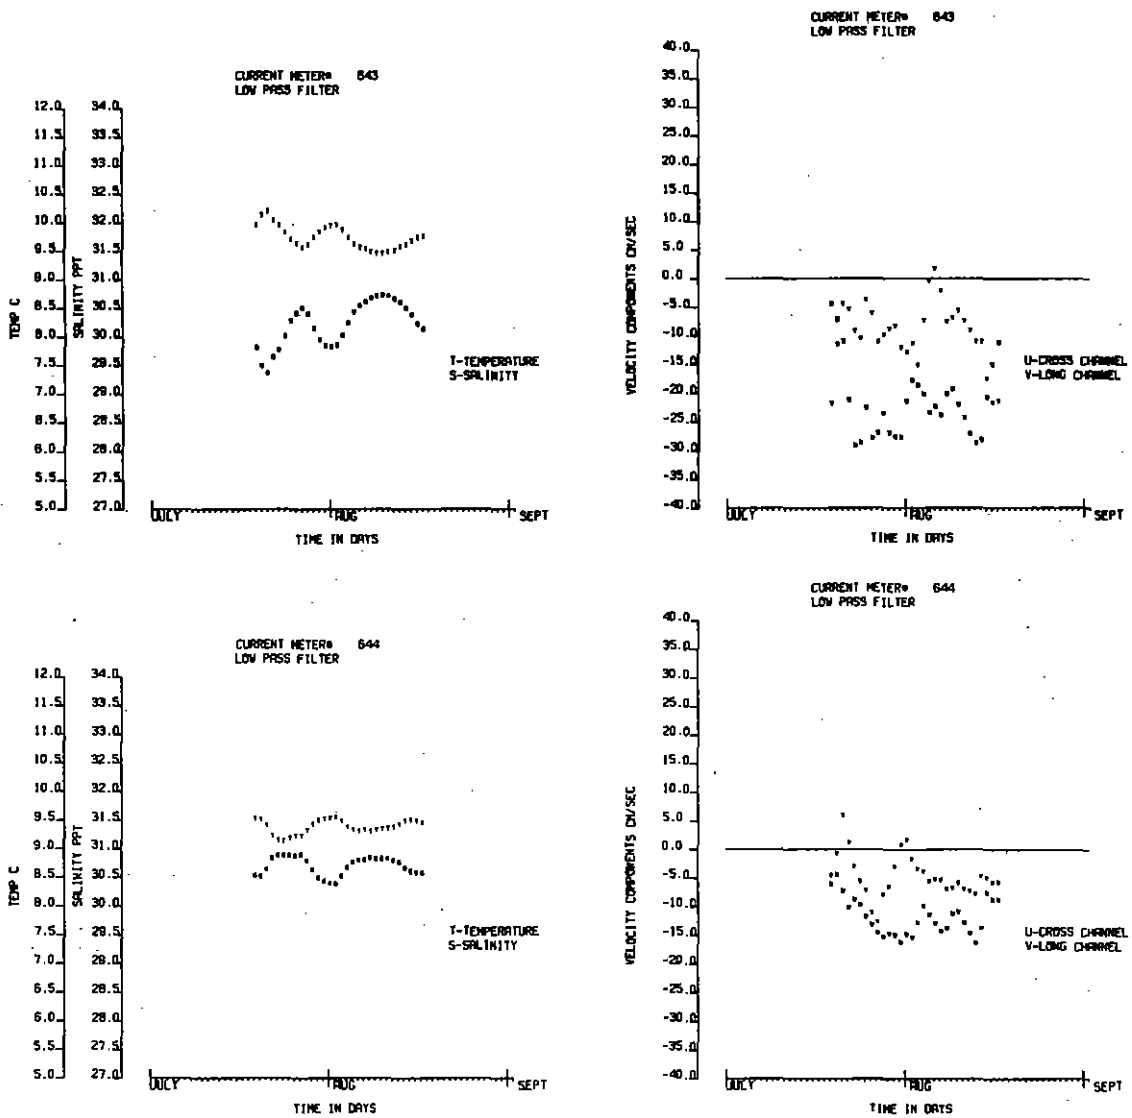 CURRENT METER# 643
LOW PASS FILTER
12.0 34.0
11.5 33.5
11.0 33.0
10.5 32.5
10.0 32.0
9.5 31.5
9.0 31.0
8.5 30.5
8.0 30.0
7.5 29.5
7.0 29.0
6.5 28.5
6.0 28.0
5.5 27.5
5.0 27.0
TEMP C
SALINITY PPT
T-TEMPERATURE
S-SALINITY
JULY AUG SEPT
TIME IN DAYS
CURRENT METER# 643
LOW PASS FILTER
40.0
35.0
30.0
25.0
20.0
15.0
10.0
5.0
0.0
-5.0
-10.0
-15.0
-20.0
-25.0
-30.0
-35.0
-40.0
VELOCITY COMPONENTS CM/SEC
U-CROSS CHANNEL
V-LONG CHANNEL
JULY AUG SEPT
TIME IN DAYS
CURRENT METER# 644
LOW PASS FILTER
12.0 34.0
11.5 33.5
11.0 33.0
10.5 32.5
10.0 32.0
9.5 31.5
9.0 31.0
8.5 30.5
8.0 30.0
7.5 29.5
7.0 29.0
6.5 28.5
6.0 28.0
5.5 27.5
5.0 27.0
TEMP C
SALINITY PPT
T-TEMPERATURE
S-SALINITY
JULY AUG SEPT
TIME IN DAYS
CURRENT METER# 644
LOW PASS FILTER
40.0
35.0
30.0
25.0
20.0
15.0
10.0
5.0
0.0
-5.0
-10.0
-15.0
-20.0
-25.0
-30.0
-35.0
-40.0
VELOCITY COMPONENTS CM/SEC
U-CROSS CHANNEL
V-LONG CHANNEL
JULY AUG SEPT
TIME IN DAYS